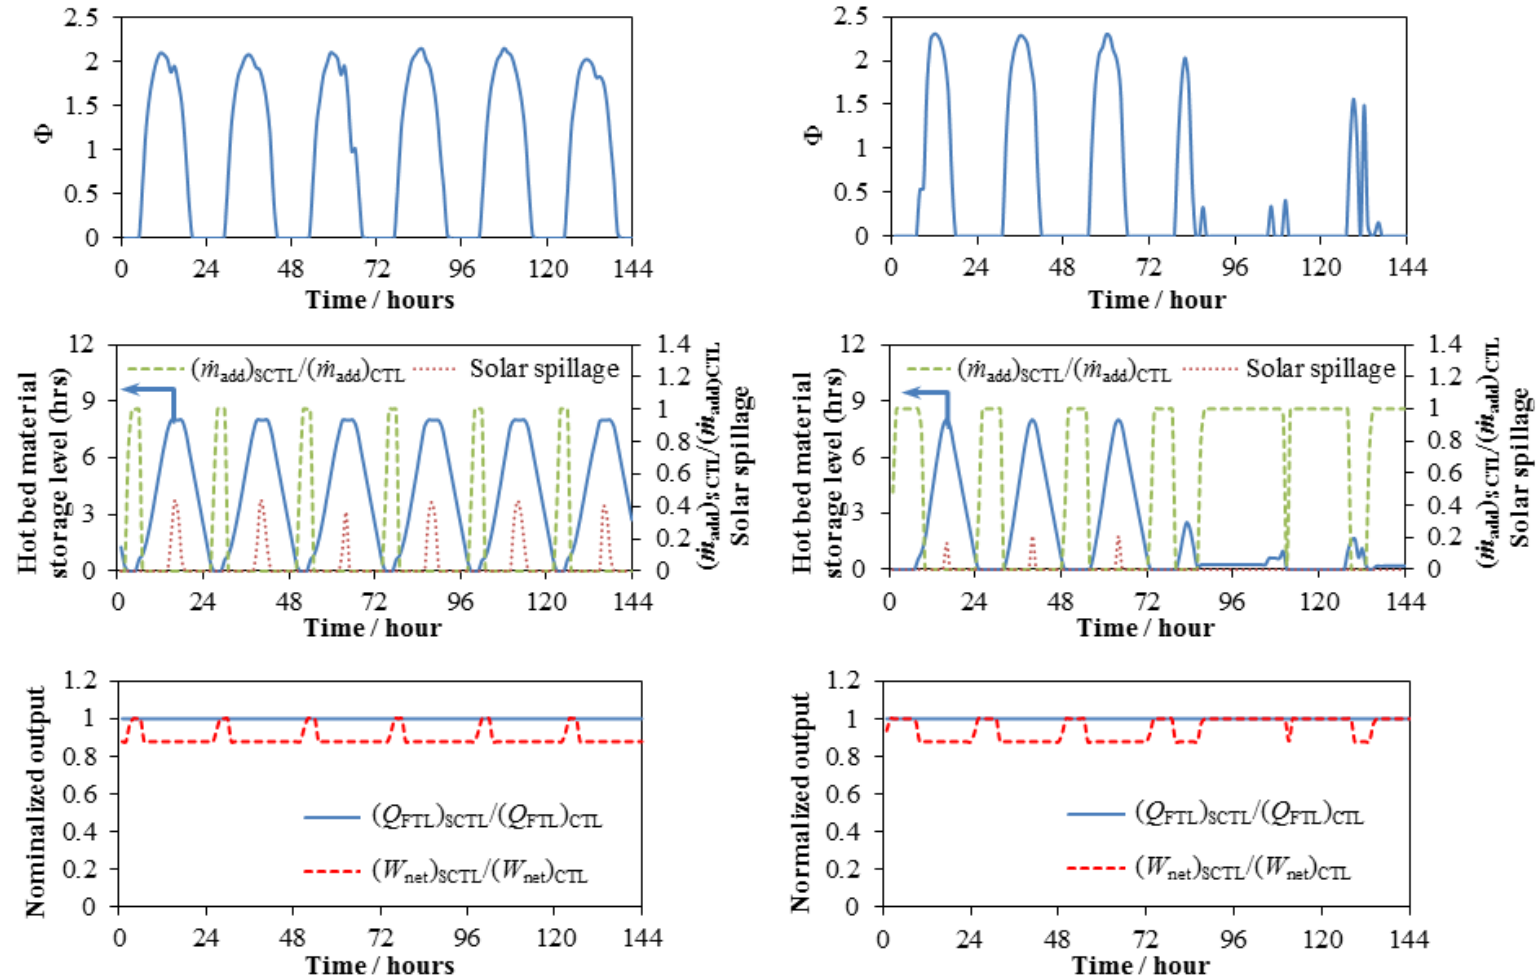 2.5
2
1.5
1
0.5
0
Φ
0 24 48 72 96 120 144
Time / hours
2.5
2
1.5
1
0.5
0
Φ
0 24 48 72 96 120 144
Time / hour
Hot bed material
storage level (hrs)
12
9
6
3
0
(ṁadd)SCTL/(ṁadd)CTL
Solar spillage
1.4
1.2
1
0.8
0.6
0.4
0.2
0
(ṁadd)SCTL/(ṁadd)CTL
Solar spillage
0 24 48 72 96 120 144
Time / hour
Hot bed material
storage level (hrs)
12
9
6
3
0
(ṁadd)SCTL/(ṁadd)CTL
Solar spillage
1.4
1.2
1
0.8
0.6
0.4
0.2
0
(ṁadd)SCTL/(ṁadd)CTL
Solar spillage
0 24 48 72 96 120 144
Time / hour
Nominalized output
1.2
1
0.8
0.6
0.4
0.2
0
(QFTL)SCTL/(QFTL)CTL
(Wnet)SCTL/(Wnet)CTL
0 24 48 72 96 120 144
Time / hours
Normalized output
1.2
1
0.8
0.6
0.4
0.2
0
(QFTL)SCTL/(QFTL)CTL
(Wnet)SCTL/(Wnet)CTL
0 24 48 72 96 120 144
Time / hour